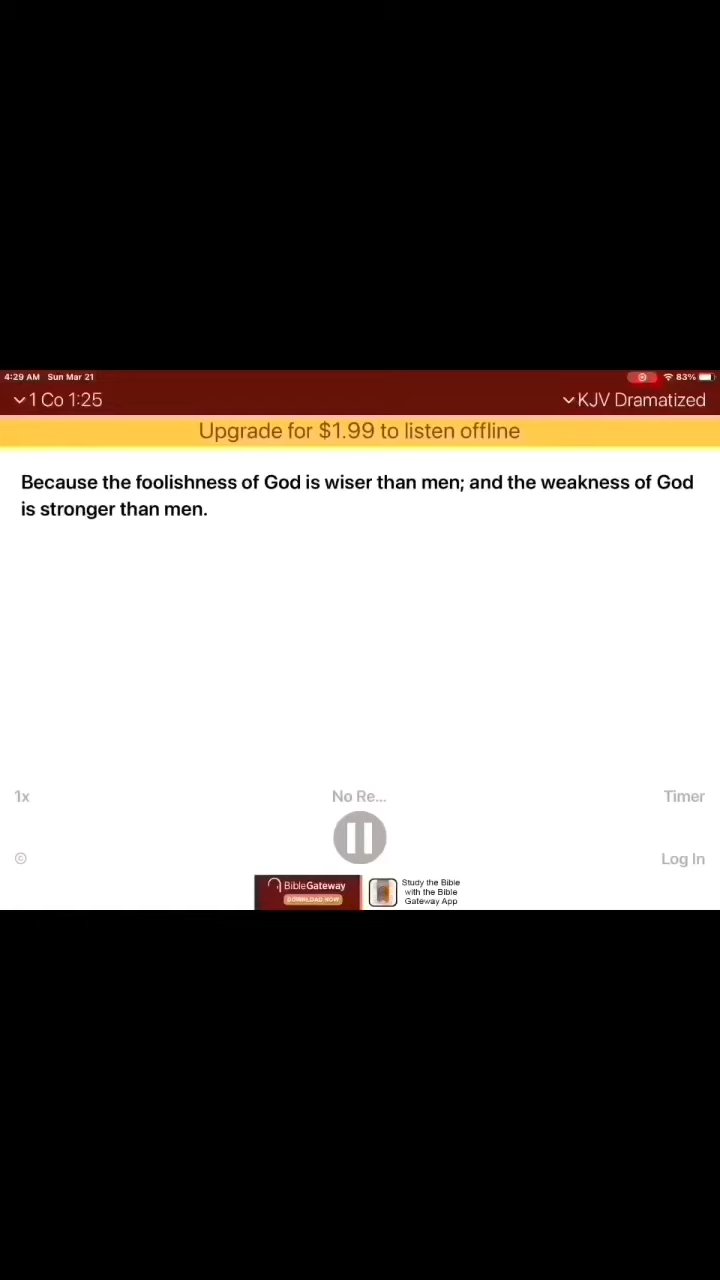 4:29 AM Sun Mar 21
83%
1 Co 1:25
KJV Dramatized
Upgrade for $1.99 to listen offline
Because the foolishness of God is wiser than men; and the weakness of God
is stronger than men.
1x
No Re...
Timer
©
Log In
BibleGateway
DOWNLOAD NOW
Study the Bible
with the Bible
Gateway App